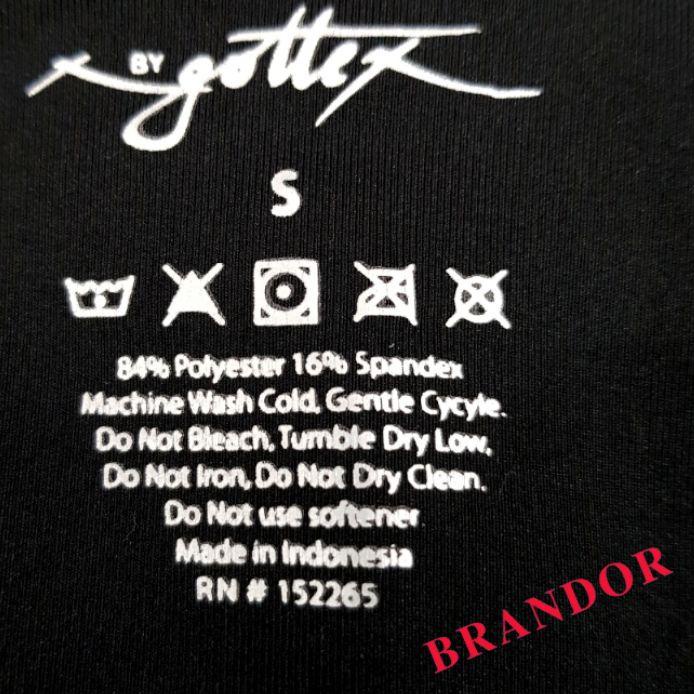 X BY gottex
S
84% Polyester 16% Spandex
Machine Wash Cold, Gentle Cycyle.
Do Not Bleach, Tumble Dry Low,
Do Not Iron, Do Not Dry Clean.
Do Not use softener
Made in Indonesia
RN # 152265
BRANDOR